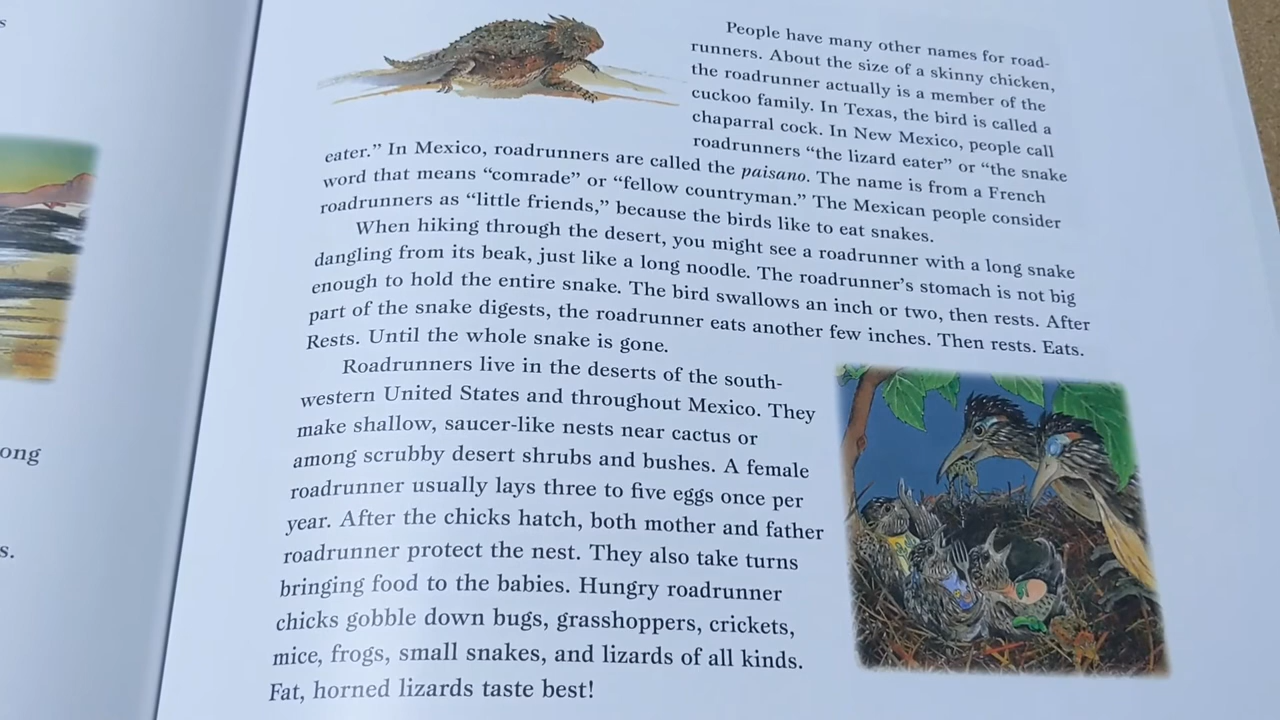 s
ong
s.
People have many other names for road-
runners. About the size of a skinny chicken,
the roadrunner actually is a member of the
cuckoo family. In Texas, the bird is called a
chaparral cock. In New Mexico, people call
roadrunners “the lizard eater” or “the snake
eater.” In Mexico, roadrunners are called the paisano. The name is from a French
word that means “comrade” or “fellow countryman.” The Mexican people consider
roadrunners as “little friends,” because the birds like to eat snakes.
When hiking through the desert, you might see a roadrunner with a long snake
dangling from its beak, just like a long noodle. The roadrunner’s stomach is not big
enough to hold the entire snake. The bird swallows an inch or two, then rests. After
part of the snake digests, the roadrunner eats another few inches. Then rests. Eats.
Rests. Until the whole snake is gone.
Roadrunners live in the deserts of the south-
western United States and throughout Mexico. They
make shallow, saucer-like nests near cactus or
among scrubby desert shrubs and bushes. A female
roadrunner usually lays three to five eggs once per
year. After the chicks hatch, both mother and father
roadrunner protect the nest. They also take turns
bringing food to the babies. Hungry roadrunner
chicks gobble down bugs, grasshoppers, crickets,
mice, frogs, small snakes, and lizards of all kinds.
Fat, horned lizards taste best!